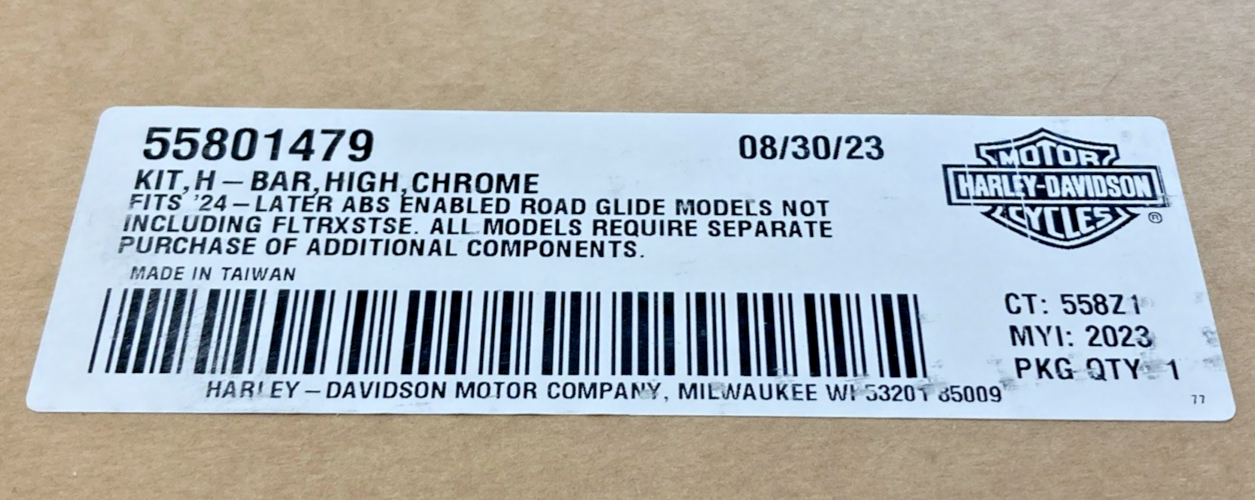 55801479
08/30/23
KIT,H-BAR,HIGH,CHROME
FITS '24-LATER ABS ENABLED ROAD GLIDE MODELS NOT
INCLUDING FLTRXSTSE. ALL MODELS REQUIRE SEPARATE
PURCHASE OF ADDITIONAL COMPONENTS.
MADE IN TAIWAN
MOTOR
HARLEY-DAVIDSON
CYCLES
®
CT: 558Z1
MYI: 2023
PKG QTY 1
HARLEY-DAVIDSON MOTOR COMPANY, MILWAUKEE WI 53201 85009
77